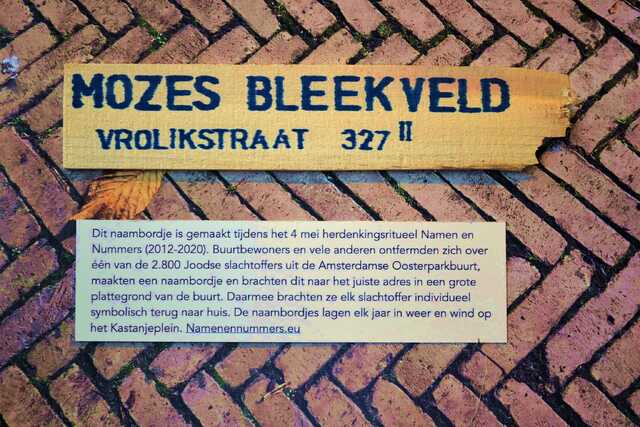 MOZES BLEEKVELD
VROLIKSTRAAT 327 II
Dit naambordje is gemaakt tijdens het 4 mei herdenkingsritueel Namen en
Nummers (2012-2020). Buurtbewoners en vele anderen ontfermden zich over
één van de 2.800 Joodse slachtoffers uit de Amsterdamse Oosterparkbuurt,
maakten een naambordje en brachten dit naar het juiste adres in een grote
plattegrond van de buurt. Daarmee brachten ze elk slachtoffer individueel
symbolisch terug naar huis. De naambordjes lagen elk jaar in weer en wind op
het Kastanjeplein. Namenennummers.eu